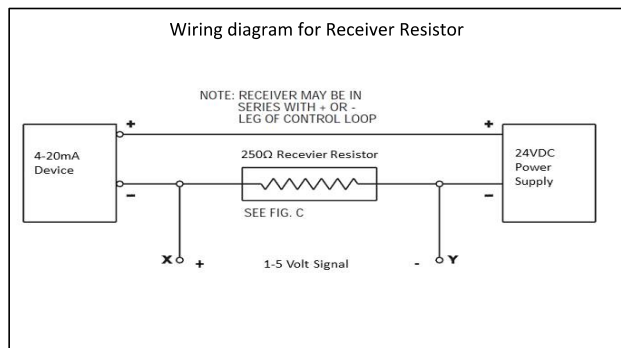 Wiring diagram for Receiver Resistor
NOTE: RECEIVER MAY BE IN
SERIES WITH + OR -
LEG OF CONTROL LOOP
+
+
4-20mA
Device
250Ω Recevier Resistor
24VDC
Power
Supply
−
−
SEE FIG. C
X
+
1-5 Volt Signal
-
Y